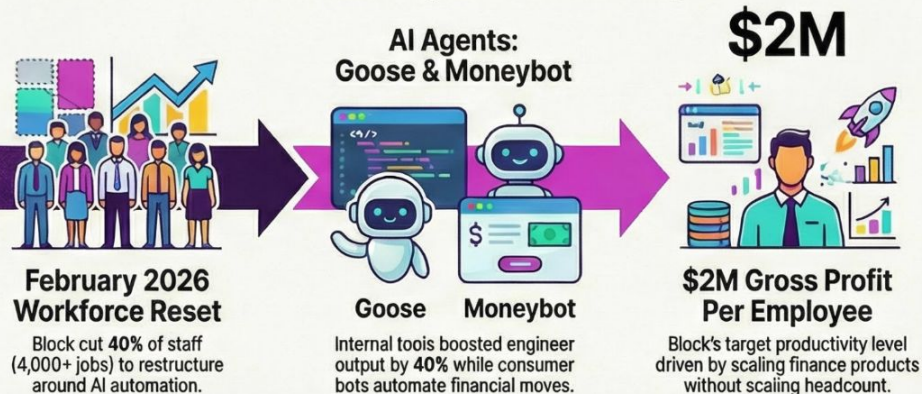 February 2026
Workforce Reset
Block cut 40% of staff
(4,000+ jobs) to restructure
around AI automation.
AI Agents:
Goose & Moneybot
</>
$
Goose
Moneybot
Internal toois boosted engineer
output by 40% while consumer
bots automate financial moves.
$2M
$2M Gross Profit
Per Employee
Block's target productivity level
driven by scaling finance products
without scaling headcount.